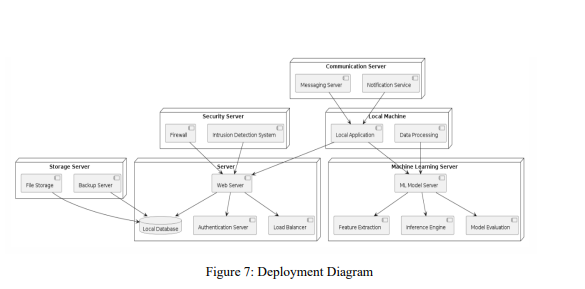 Communication Server
Messaging Server
Notification Service
Security Server
Firewall
Intrusion Detection System
Local Machine
Local Application
Data Processing
Storage Server
File Storage
Backup Server
Server
Web Server
Local Database
Authentication Server
Load Balancer
Machine Learning Server
ML Model Server
Feature Extraction
Inference Engine
Model Evaluation
Figure 7: Deployment Diagram